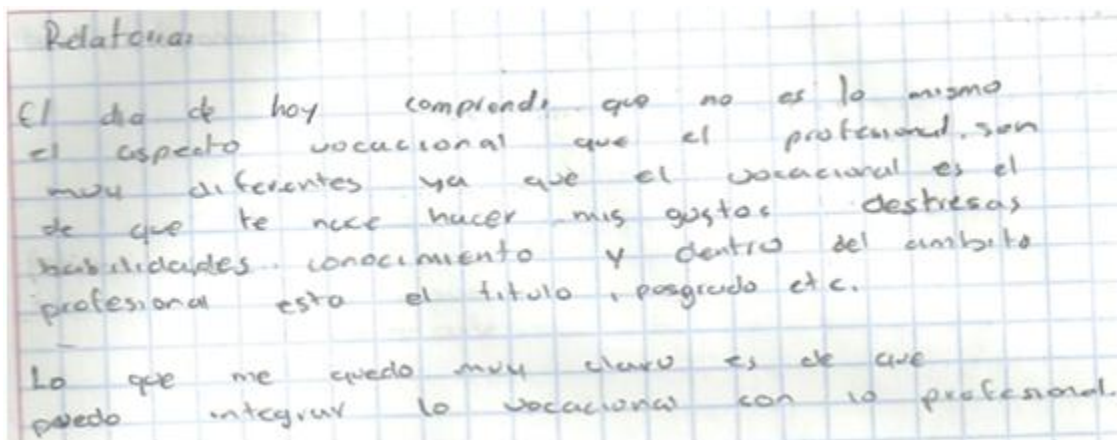 Relatoria:
El dia de hoy comprendi que no es lo mismo
el aspecto vocacional que el profesional. son
muy diferentes ya que el vocacional es el
de que te nace hacer mis gustos destresas
habilidades. conocimiento y dentro del ambito
profesional esta el titulo, posgrado etc.
Lo que me quedo muy claro es de que
puedo integrar lo vocacional con lo profesional.